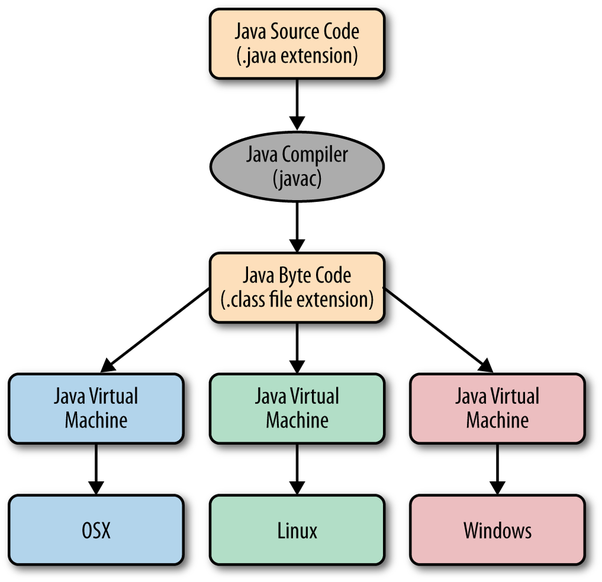 Java Source Code
(.java extension)
Java Compiler
(javac)
Java Byte Code
(.class file extension)
Java Virtual
Machine
Java Virtual
Machine
Java Virtual
Machine
OSX
Linux
Windows